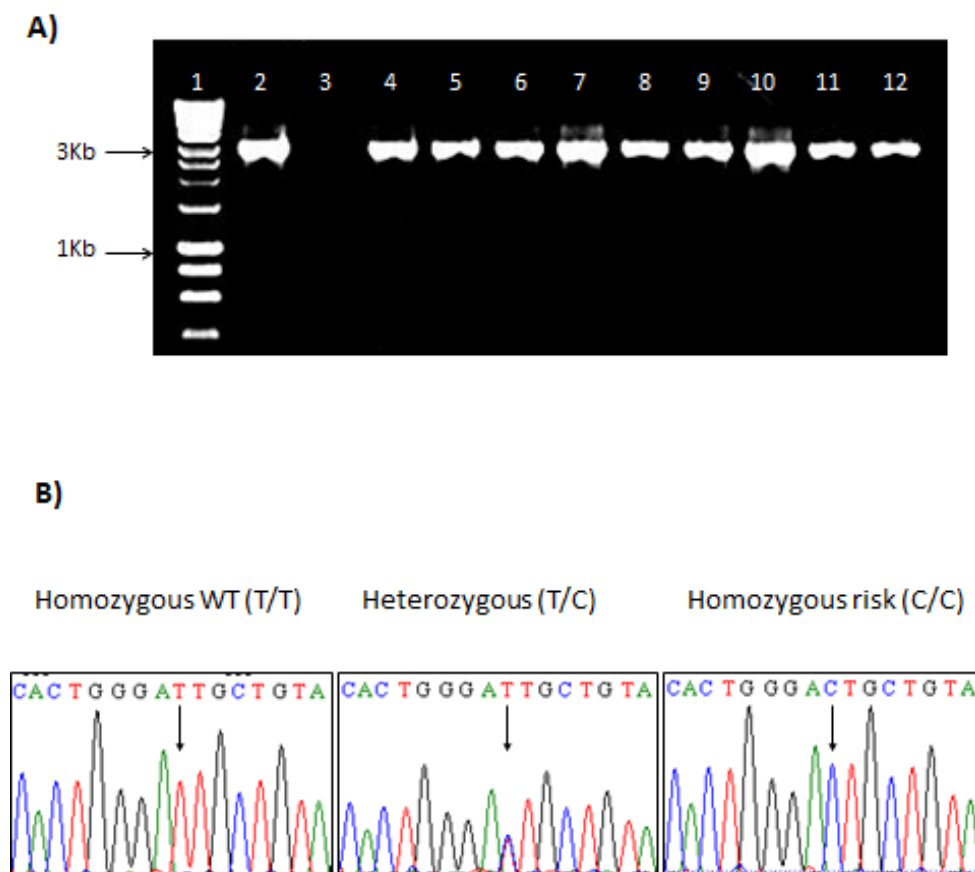 A)
1 2 3 4 5 6 7 8 9 10 11 12
3Kb
1Kb
B)
Homozygous WT (T/T) Heterozygous (T/C) Homozygous risk (C/C)
CACTGGGATTGCTGTA CACTGGGATTGCTGTA CACTGGGACTGCTGTA